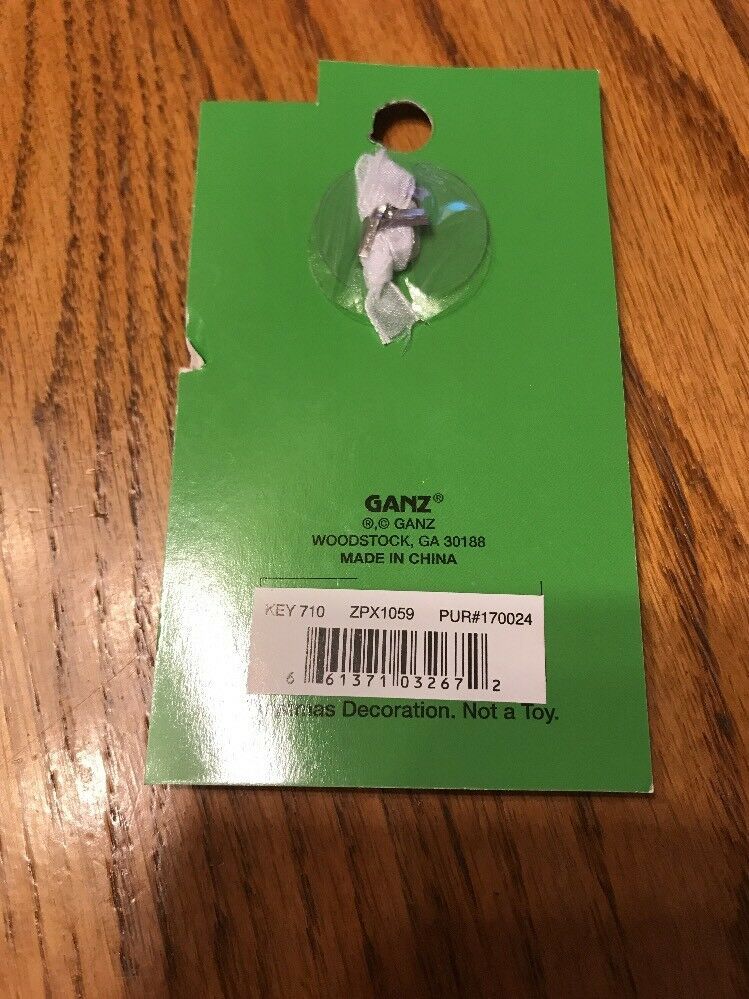 GANZ®
®,© GANZ
WOODSTOCK, GA 30188
MADE IN CHINA
KEY 710 ZPX1059 PUR#170024
6 61371 03267 2
Decoration. Not a Toy.